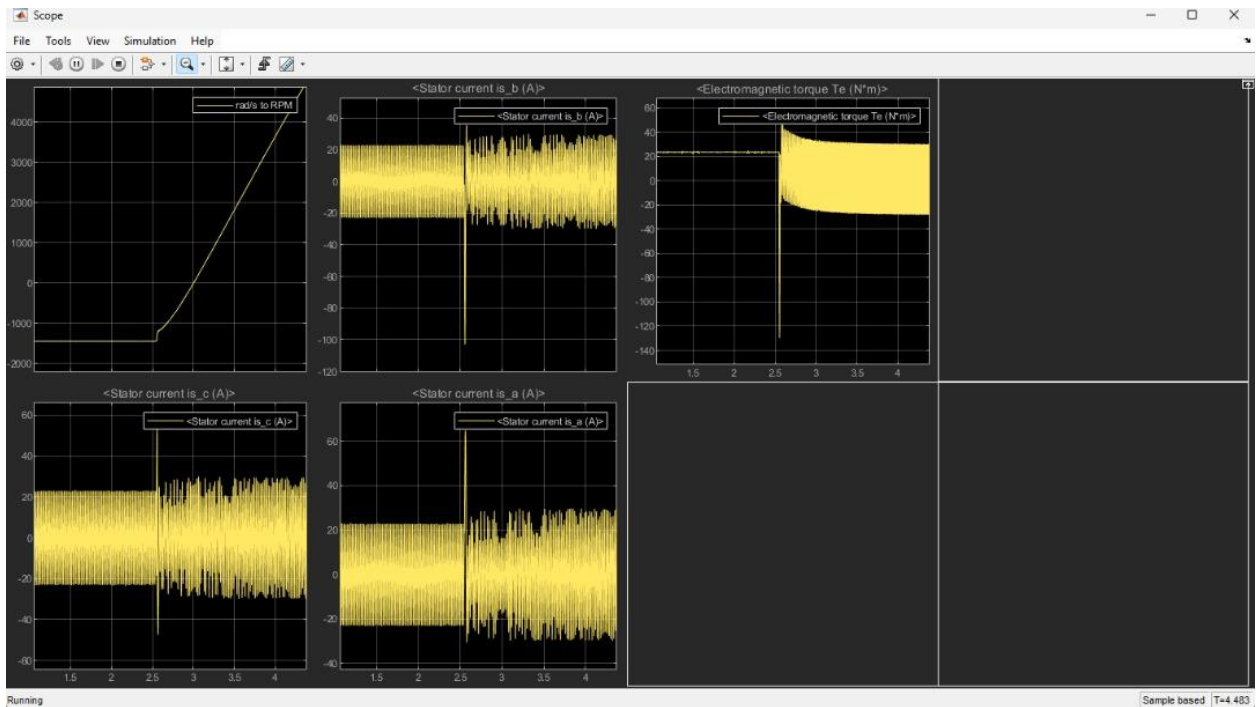 Scope
File Tools View Simulation Help
rad/s to RPM
4000
3000
2000
1000
0
-1000
-2000
<Stator current is_b (A)>
<Stator current is_b (A)>
40
20
0
-20
-40
-60
-80
-100
-120
<Electromagnetic torque Te (N*m)>
<Electromagnetic torque Te (N*m)>
60
40
20
0
-20
-40
-60
-80
-100
-120
-140
1.5 2 2.5 3 3.5 4
<Stator current is_c (A)>
<Stator current is_c (A)>
60
40
20
0
-20
-40
-60
1.5 2 2.5 3 3.5 4
<Stator current is_a (A)>
<Stator current is_a (A)>
60
40
20
0
-20
-40
1.5 2 2.5 3 3.5 4
Running Sample based T=4.483